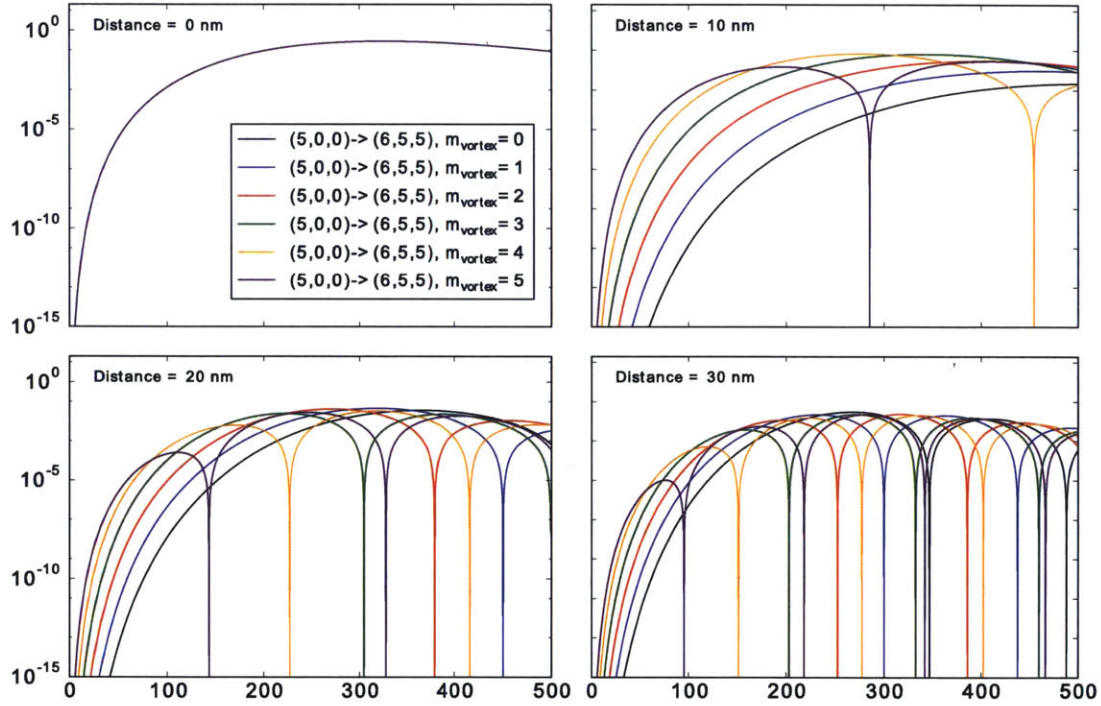 Distance = 0 nm
10^0
10^-5
10^-10
10^-15
(5,0,0)-> (6,5,5), m_vortex= 0
(5,0,0)-> (6,5,5), m_vortex= 1
(5,0,0)-> (6,5,5), m_vortex= 2
(5,0,0)-> (6,5,5), m_vortex= 3
(5,0,0)-> (6,5,5), m_vortex= 4
(5,0,0)-> (6,5,5), m_vortex= 5
Distance = 10 nm
Distance = 20 nm
10^0
10^-5
10^-10
10^-15
0 100 200 300 400 500
Distance = 30 nm
0 100 200 300 400 500